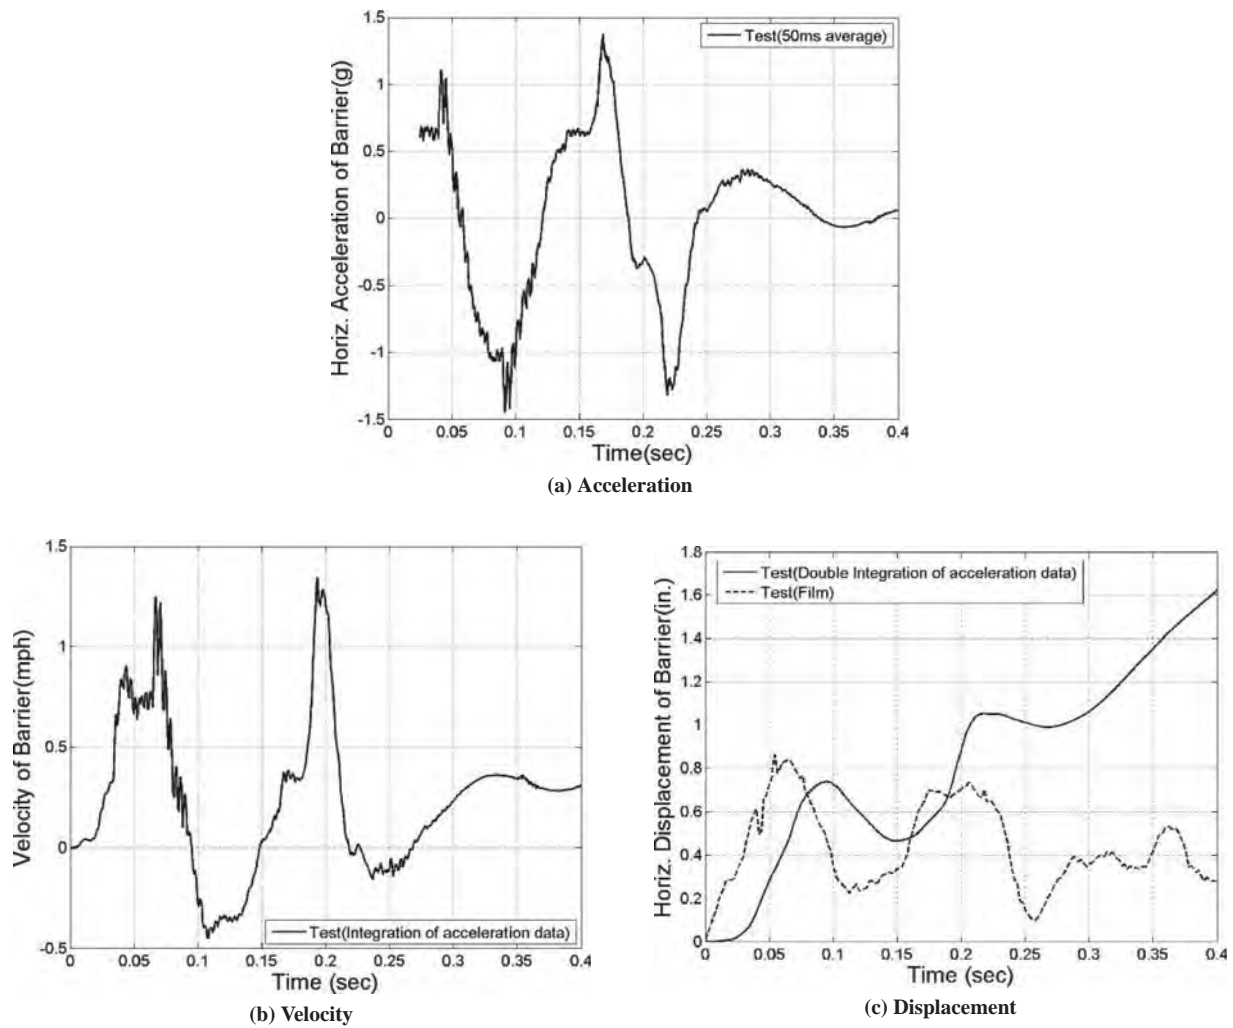 1.5
1
0.5
0
-0.5
-1
-1.5
Horiz. Acceleration of Barrier(g)
Test(50ms average)
0 0.05 0.1 0.15 0.2 0.25 0.3 0.35 0.4
Time(sec)
(a) Acceleration
1.5
1
0.5
0
-0.5
Velocity of Barrier(mph)
Test(Integration of acceleration data)
0 0.05 0.1 0.15 0.2 0.25 0.3 0.35 0.4
Time (sec)
(b) Velocity
1.8
1.6
1.4
1.2
1
0.8
0.6
0.4
0.2
0
Horiz. Displacement of Barrier(in.)
Test(Double Integration of acceleration data)
Test(Film)
0 0.05 0.1 0.15 0.2 0.25 0.3 0.35 0.4
Time (sec)
(c) Displacement